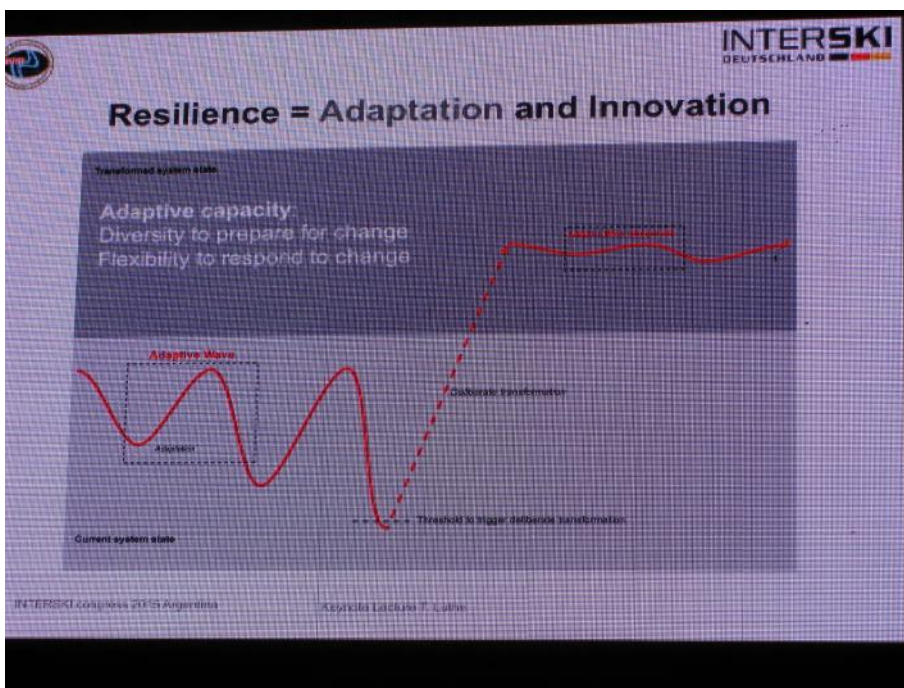 INTERSKI
DEUTSCHLAND
Resilience = Adaptation and Innovation
Transformed system state
Adaptive capacity:
Diversity to prepare for change
Flexibility to respond to change
Adaptive Wave
Deliberate transformation
Adaptation
Threshold to trigger deliberate transformation
Current system state
INTERSKI congress 2015 Argentina
Keynote Lecture T. Luthe